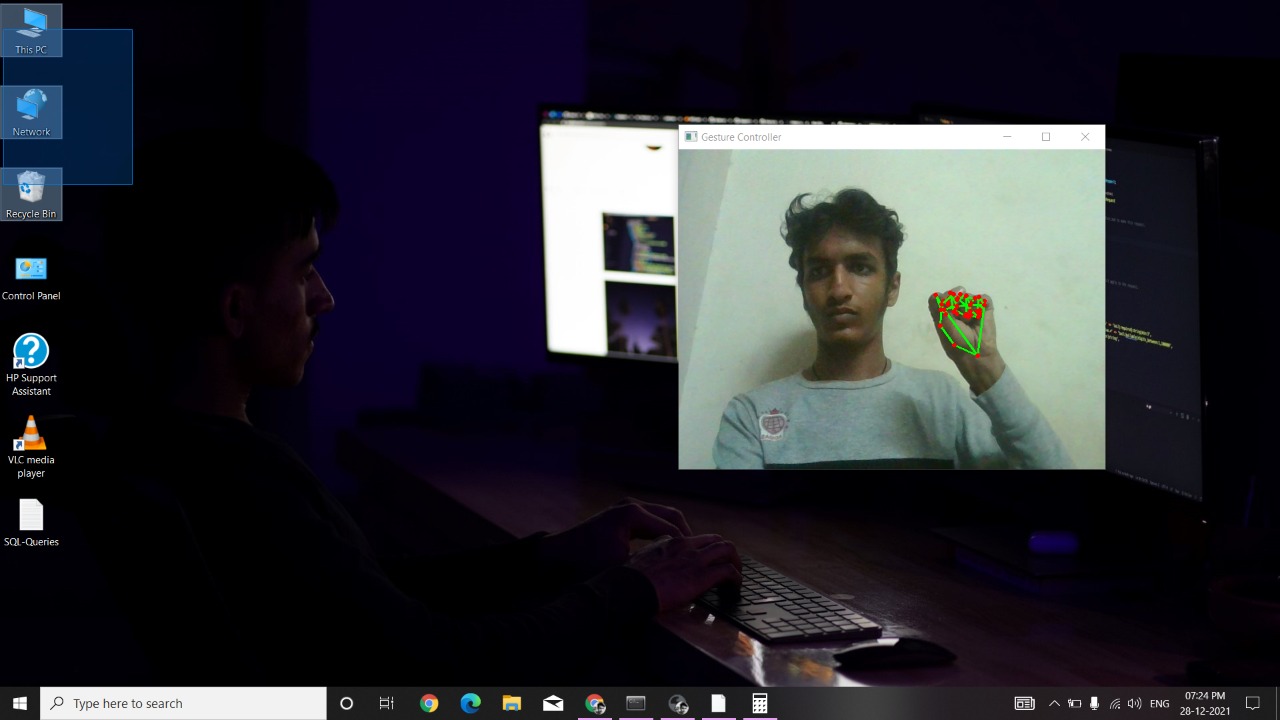 This PC
Network
Recycle Bin
Control Panel
HP Support
Assistant
VLC media
player
SQL-Queries
Gesture Controller
Type here to search
ENG
07:24 PM
28-12-2021